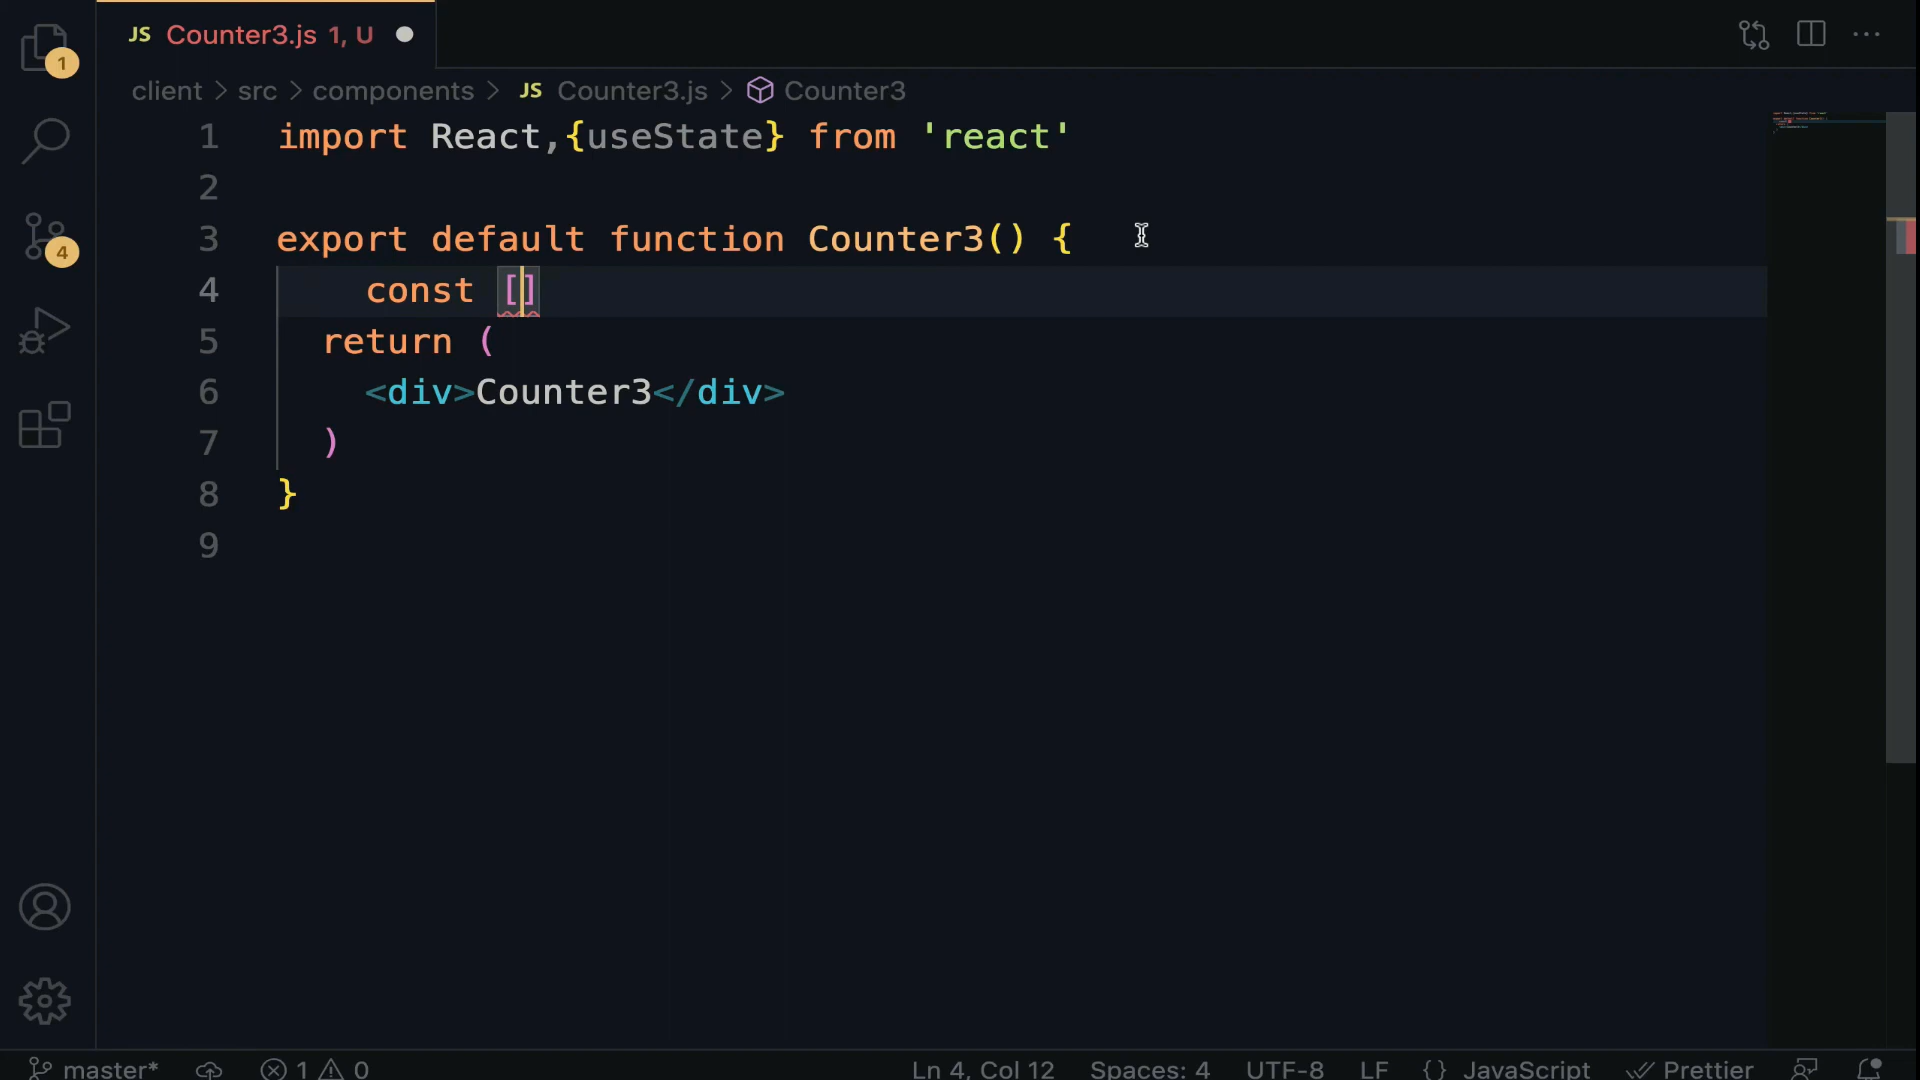 1
4
JS Counter3.js 1, U
client > src > components > JS Counter3.js > Counter3
1 import React,{useState} from 'react'
2
3 export default function Counter3() {
4 const []
5 return (
6 <div>Counter3</div>
7 )
8 }
9
master* 1 0 Ln 4, Col 12 Spaces: 4 UTF-8 LF {} JavaScript Prettier